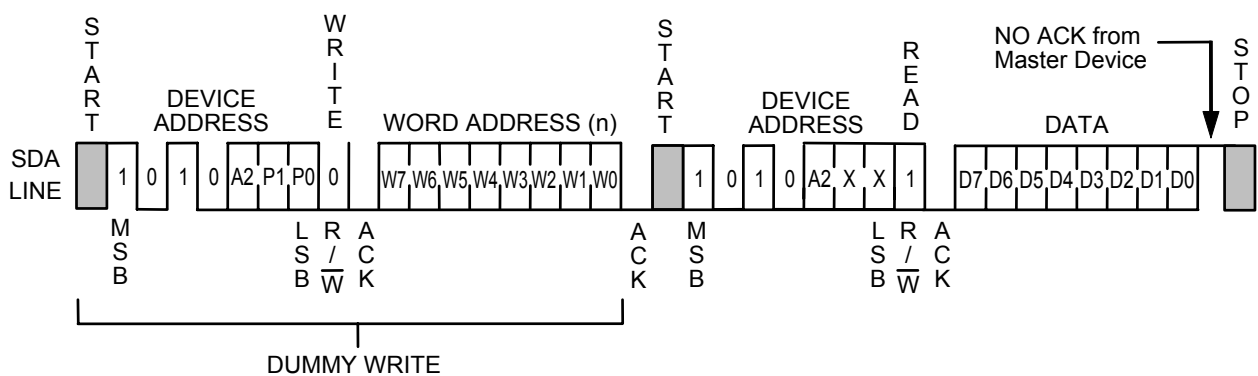 START
WRITE
START
READ
NO ACK from
Master Device
STOP
DEVICE
ADDRESS
WORD ADDRESS (n)
DEVICE
ADDRESS
DATA
SDA
LINE
1 0 1 0 A2 P1 P0 0 W7 W6 W5 W4 W3 W2 W1 W0 1 0 1 0 A2 X X 1 D7 D6 D5 D4 D3 D2 D1 D0
MSB
LSB
R/W
ACK
ACK
MSB
LSB
R/W
ACK
DUMMY WRITE